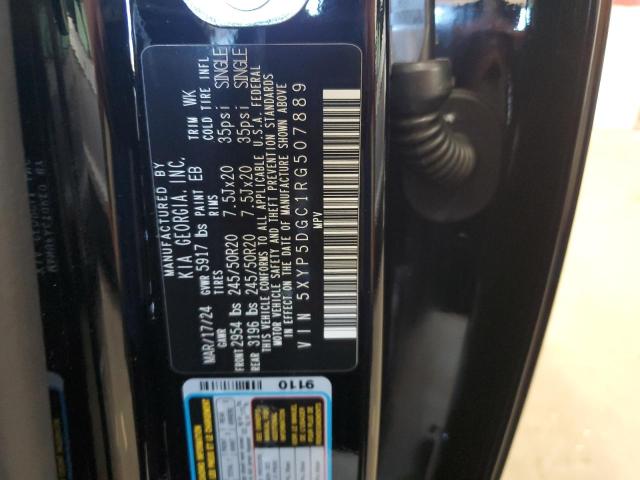 MANUFACTURED BY
KIA GEORGIA, INC.
MAR/17/24 GVWR 5917 lbs PAINT EB TRIM WK
GAWR TIRES RIMS COLD TIRE INFL
FRONT 2954 lbs 245/50R20 7.5Jx20 35psi SINGLE
REAR 3196 lbs 245/50R20 7.5Jx20 35psi SINGLE
THIS VEHICLE CONFORMS TO ALL APPLICABLE U.S.A. FEDERAL
MOTOR VEHICLE SAFETY AND THEFT PREVENTION STANDARDS
IN EFFECT ON THE DATE OF MANUFACTURE SHOWN ABOVE
VIN 5XYP5DGC1RG507889
MPV
9110